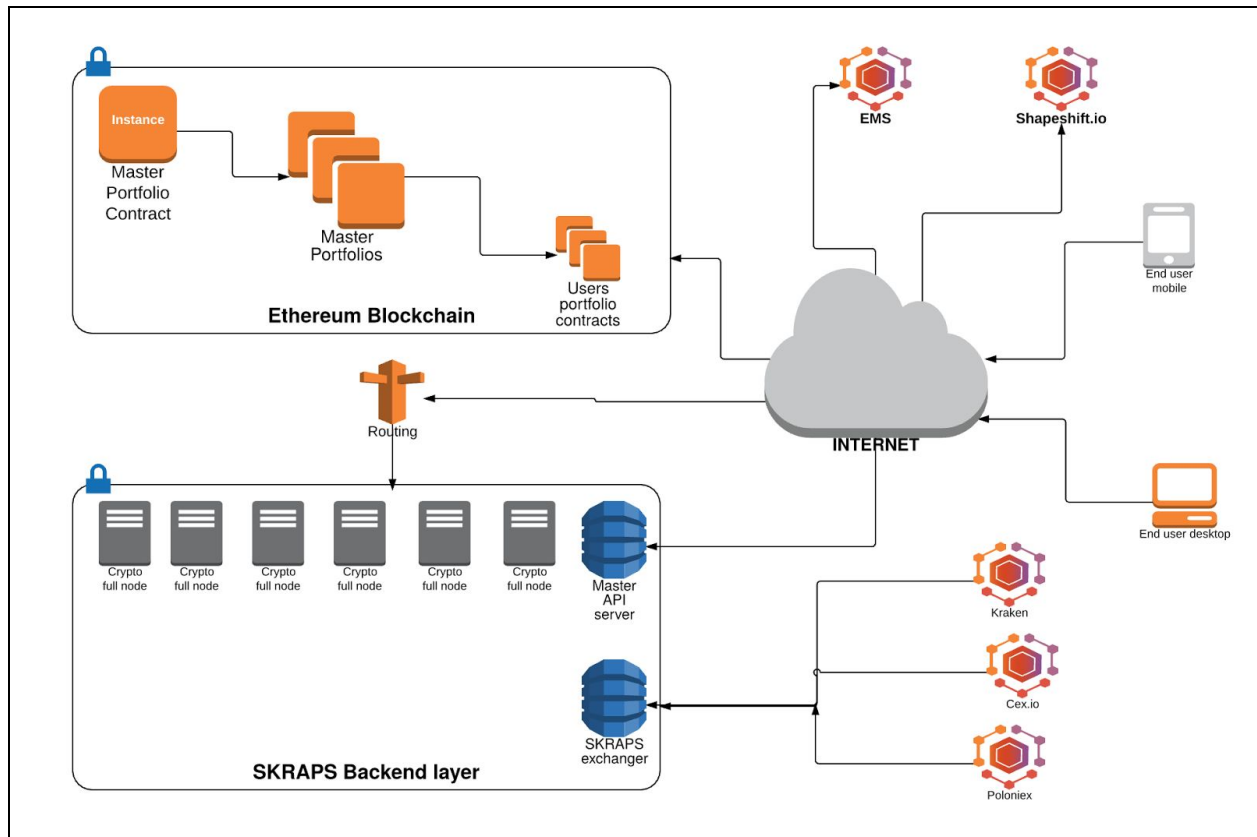 Instance
Master
Portfolio
Contract
Master
Portfolios
Users
portfolio
contracts
Ethereum Blockchain
EMS
Shapeshift.io
End user
mobile
INTERNET
End user desktop
Routing
Crypto
full node
Crypto
full node
Crypto
full node
Crypto
full node
Crypto
full node
Crypto
full node
Master
API
server
SKRAPS
exchanger
SKRAPS Backend layer
Kraken
Cex.io
Poloniex